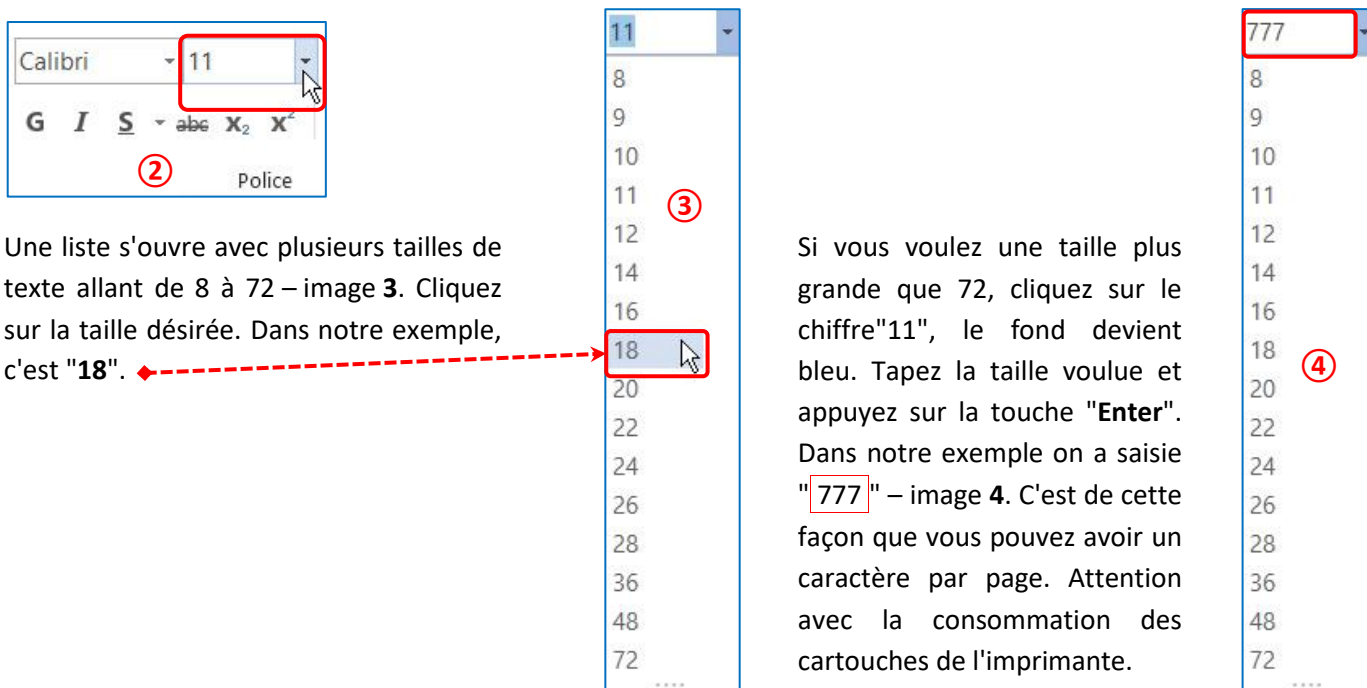 Calibri 11
G I S abc X₂ X²
②
Police
Une liste s'ouvre avec plusieurs tailles de
texte allant de 8 à 72 – image 3. Cliquez
sur la taille désirée. Dans notre exemple,
c'est "18".
11
8
9
10
11
③
12
14
16
18
20
22
24
26
28
36
48
72
Si vous voulez une taille plus
grande que 72, cliquez sur le
chiffre"11", le fond devient
bleu. Tapez la taille voulue et
appuyez sur la touche "Enter".
Dans notre exemple on a saisie
" 777 " – image 4. C'est de cette
façon que vous pouvez avoir un
caractère par page. Attention
avec la consommation des
cartouches de l'imprimante.
777
8
9
10
11
12
14
16
18
④
20
22
24
26
28
36
48
72